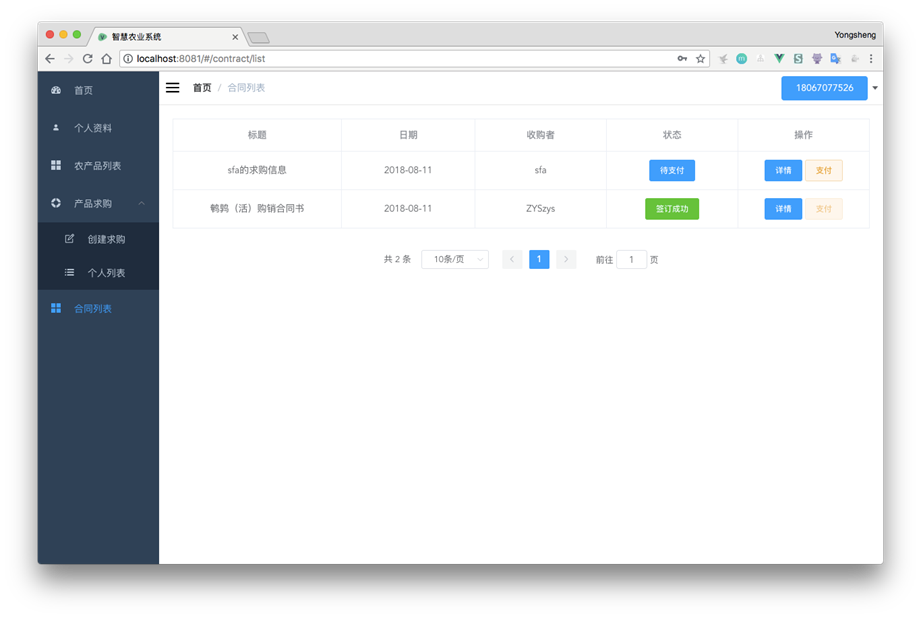 智慧农业系统
Yongsheng
localhost:8081/#/contract/list
首页
个人资料
农产品列表
产品求购
创建求购
个人列表
合同列表
首页 / 合同列表
18067077526
标题 日期 收购者 状态 操作
sfa的求购信息 2018-08-11 sfa 待支付 详情 支付
鹌鹑（活）购销合同书 2018-08-11 ZYSzys 签订成功 详情 支付
共 2 条 10条/页 1 前往 1 页